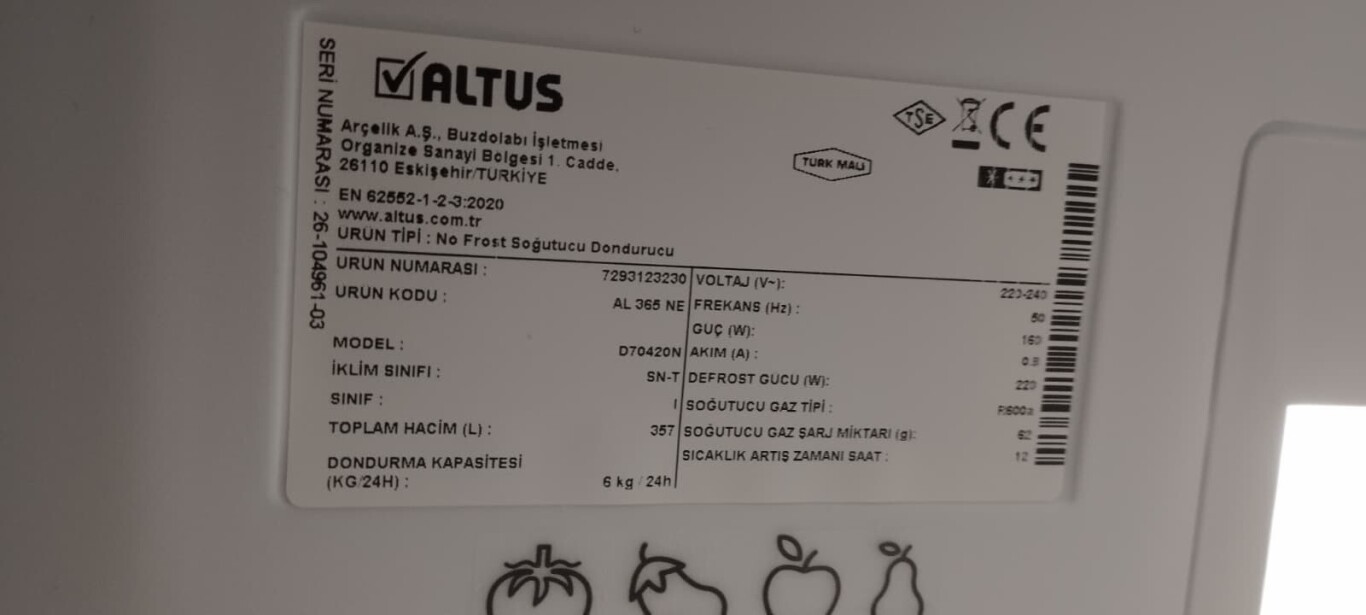 ALTUS
Arçelik A.Ş., Buzdolabı İşletmesi
Organize Sanayi Bölgesi 1. Cadde,
26110 Eskişehir/TÜRKİYE
EN 62552-1-2-3:2020
www.altus.com.tr
ÜRÜN TİPİ : No Frost Soğutucu Dondurucu
ÜRÜN NUMARASI : 7293123230
ÜRÜN KODU : AL 365 NE
MODEL : D70420N
İKLİM SINIFI : SN-T
SINIF : I
TOPLAM HACİM (L) : 357
DONDURMA KAPASİTESİ
(KG/24H) : 6 kg / 24h
VOLTAJ (V~): 220-240
FREKANS (Hz) : 50
GÜÇ (W): 160
AKIM (A) :
DEFROST GÜCÜ (W): 220
SOĞUTUCU GAZ TİPİ : R600a
SOĞUTUCU GAZ ŞARJ MİKTARI (g): 62
SICAKLIK ARTIŞ ZAMANI SAAT : 12
SERİ NUMARASI : 26-104961-03
TSE
CE
TÜRK MALI